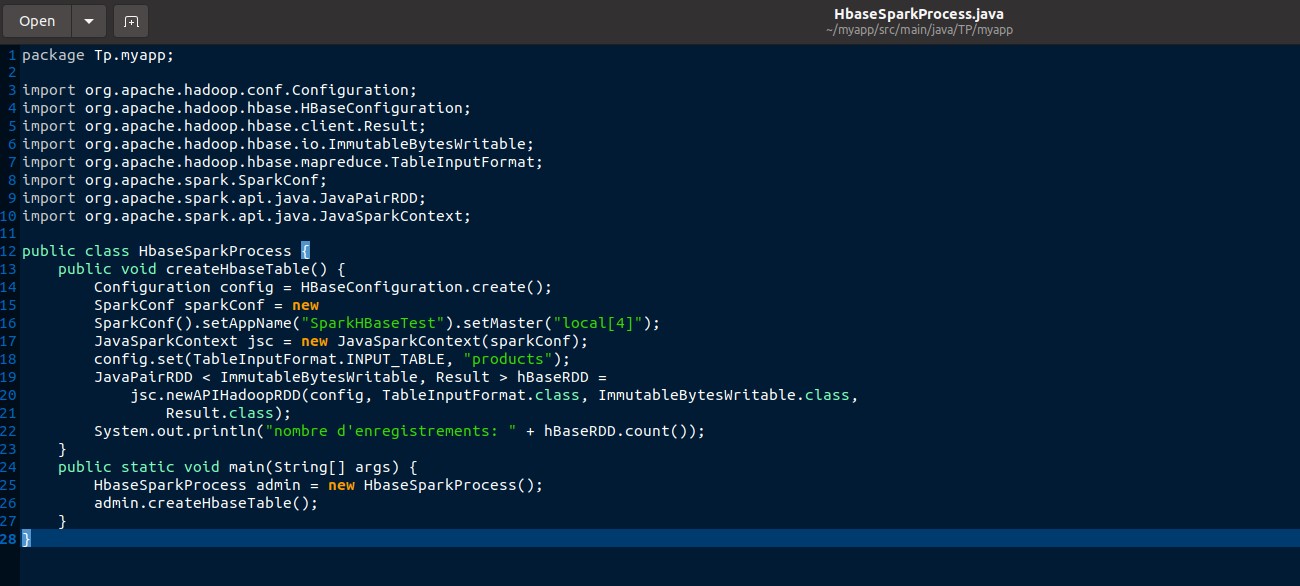 Open
HbaseSparkProcess.java
~/myapp/src/main/java/TP/myapp
1 package Tp.myapp;
2
3 import org.apache.hadoop.conf.Configuration;
4 import org.apache.hadoop.hbase.HBaseConfiguration;
5 import org.apache.hadoop.hbase.client.Result;
6 import org.apache.hadoop.hbase.io.ImmutableBytesWritable;
7 import org.apache.hadoop.hbase.mapreduce.TableInputFormat;
8 import org.apache.spark.SparkConf;
9 import org.apache.spark.api.java.JavaPairRDD;
10 import org.apache.spark.api.java.JavaSparkContext;
11
12 public class HbaseSparkProcess {
13     public void createHbaseTable() {
14         Configuration config = HBaseConfiguration.create();
15         SparkConf sparkConf = new
16         SparkConf().setAppName("SparkHBaseTest").setMaster("local[4]");
17         JavaSparkContext jsc = new JavaSparkContext(sparkConf);
18         config.set(TableInputFormat.INPUT_TABLE, "products");
19         JavaPairRDD < ImmutableBytesWritable, Result > hBaseRDD =
20             jsc.newAPIHadoopRDD(config, TableInputFormat.class, ImmutableBytesWritable.class,
21                 Result.class);
22         System.out.println("nombre d'enregistrements: " + hBaseRDD.count());
23     }
24     public static void main(String[] args) {
25         HbaseSparkProcess admin = new HbaseSparkProcess();
26         admin.createHbaseTable();
27     }
28 }